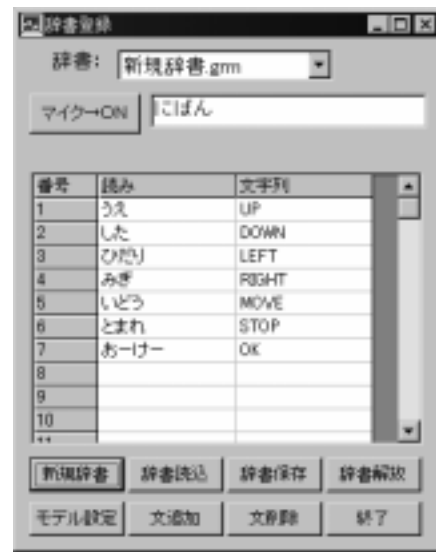 辞書登録
辞書: 新規辞書.grm
マイク→ON にばん
番号 読み 文字列
1 うえ UP
2 した DOWN
3 ひだり LEFT
4 みぎ RIGHT
5 いどう MOVE
6 とまれ STOP
7 おーけー OK
8
9
10
11
新規辞書 辞書読込 辞書保存 辞書解放
モデル設定 文追加 文削除 終了